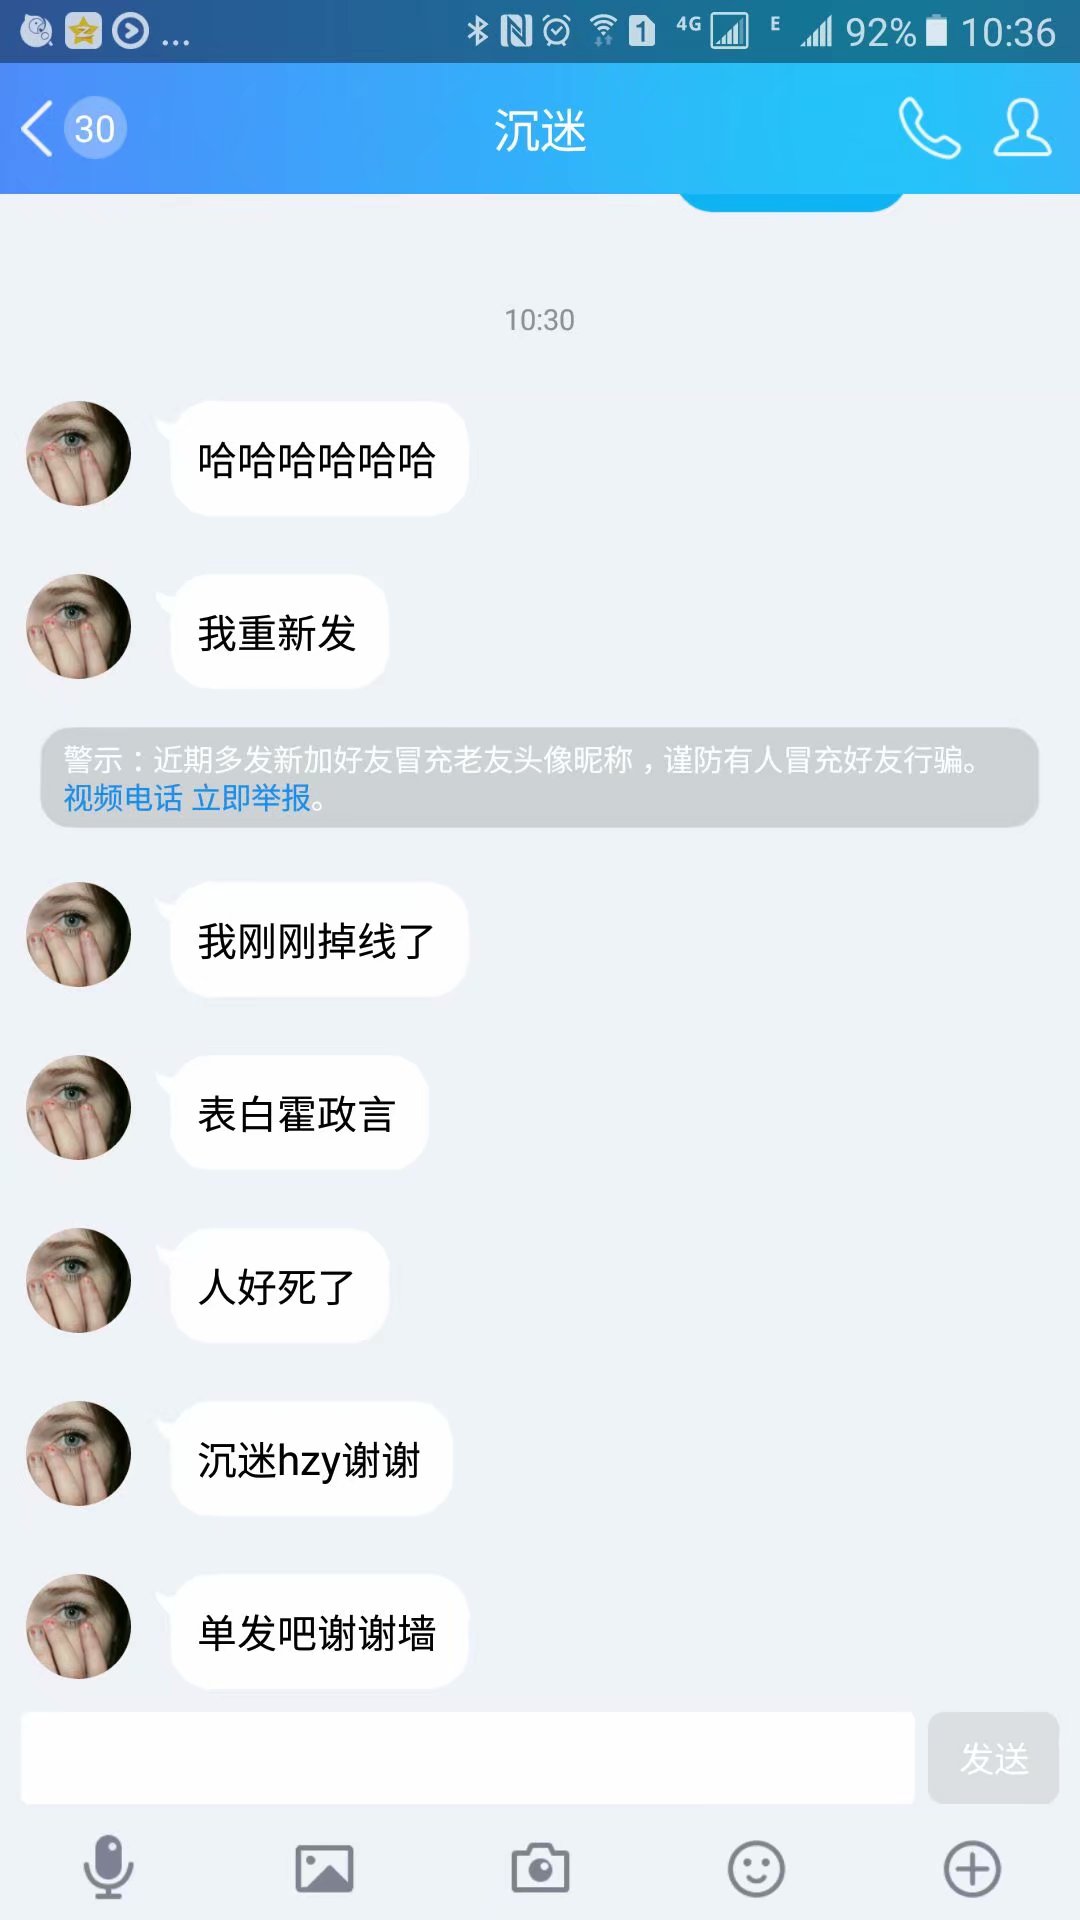 ... 1 4G E 92% 10:36
30 沉迷
10:30
哈哈哈哈哈哈
我重新发
警示：近期多发新加好友冒充老友头像昵称，谨防有人冒充好友行骗。
视频电话 立即举报。
我刚刚掉线了
表白霍政言
人好死了
沉迷hzy谢谢
单发吧谢谢墙
发送